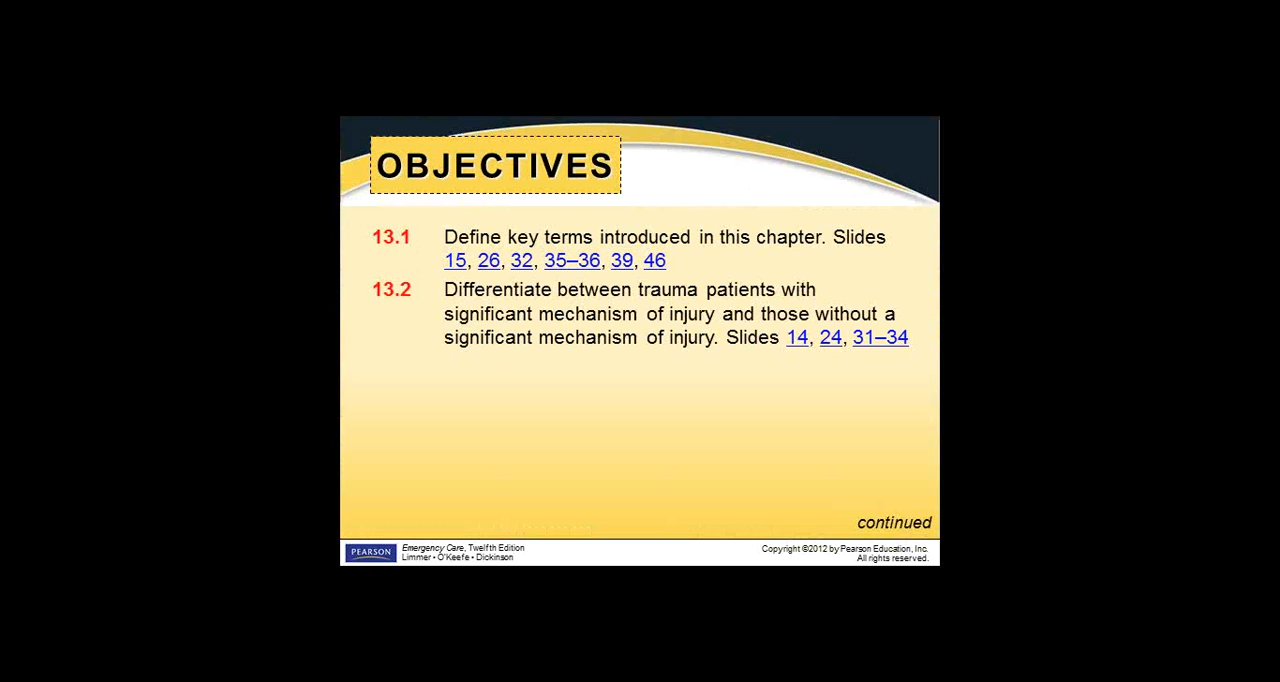 OBJECTIVES
13.1 Define key terms introduced in this chapter. Slides
15, 26, 32, 35–36, 39, 46
13.2 Differentiate between trauma patients with
significant mechanism of injury and those without a
significant mechanism of injury. Slides 14, 24, 31–34
continued
PEARSON
Emergency Care, Twelfth Edition
Limmer • O'Keefe • Dickinson
Copyright ©2012 by Pearson Education, Inc.
All rights reserved.